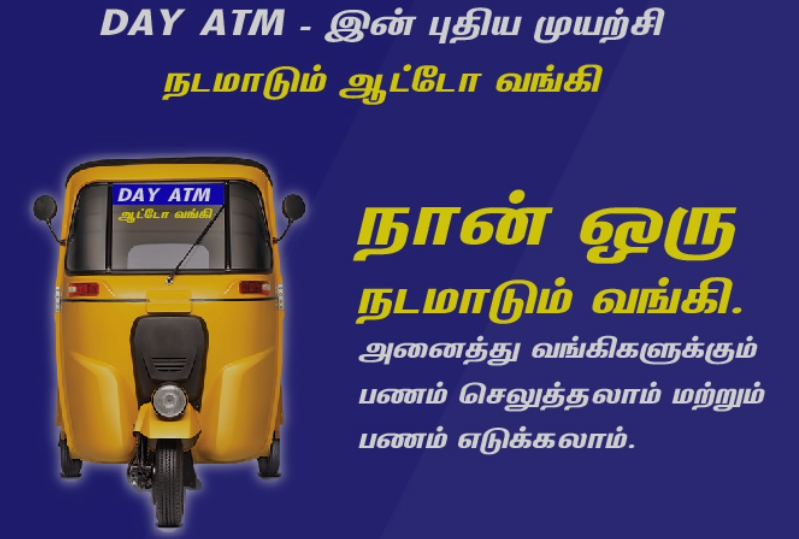 DAY ATM - இன் புதிய முயற்சி
நடமாடும் ஆட்டோ வங்கி
DAY ATM
ஆட்டோ வங்கி
நான் ஒரு
நடமாடும் வங்கி.
அனைத்து வங்கிகளுக்கும்
பணம் செலுத்தலாம் மற்றும்
பணம் எடுக்கலாம்.